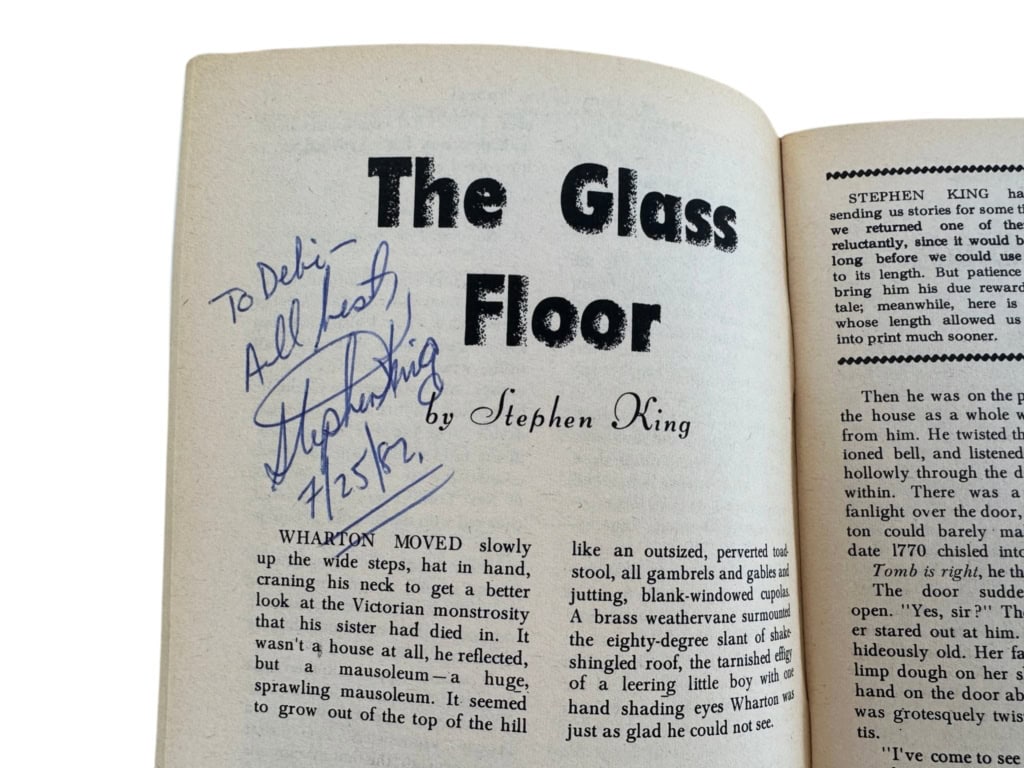 The Glass
Floor
by Stephen King
To Debi-
All best,
Stephen King
7/25/82.
WHARTON MOVED slowly
up the wide steps, hat in hand,
craning his neck to get a better
look at the Victorian monstrosity
that his sister had died in. It
wasn't a house at all, he reflected,
but a mausoleum—a huge,
sprawling mausoleum. It seemed
to grow out of the top of the hill
like an outsized, perverted toad-
stool, all gambrels and gables and
jutting, blank-windowed cupolas.
A brass weathervane surmounted
the eighty-degree slant of shake-
shingled roof, the tarnished effigy
of a leering little boy with one
hand shading eyes Wharton was
just as glad he could not see.
STEPHEN KING ha
sending us stories for some t
we returned one of the
reluctantly, since it would b
long before we could use
to its length. But patience
bring him his due reward
tale; meanwhile, here is
whose length allowed us
into print much sooner.
Then he was on the p
the house as a whole w
from him. He twisted th
ioned bell, and listened
hollowly through the d
within. There was a
fanlight over the door,
ton could barely ma
date 1770 chisled into
Tomb is right, he th
The door sudde
open. "Yes, sir?" Th
er stared out at him.
hideously old. Her fa
limp dough on her s
hand on the door ab
was grotesquely twis
tis.
"I've come to see